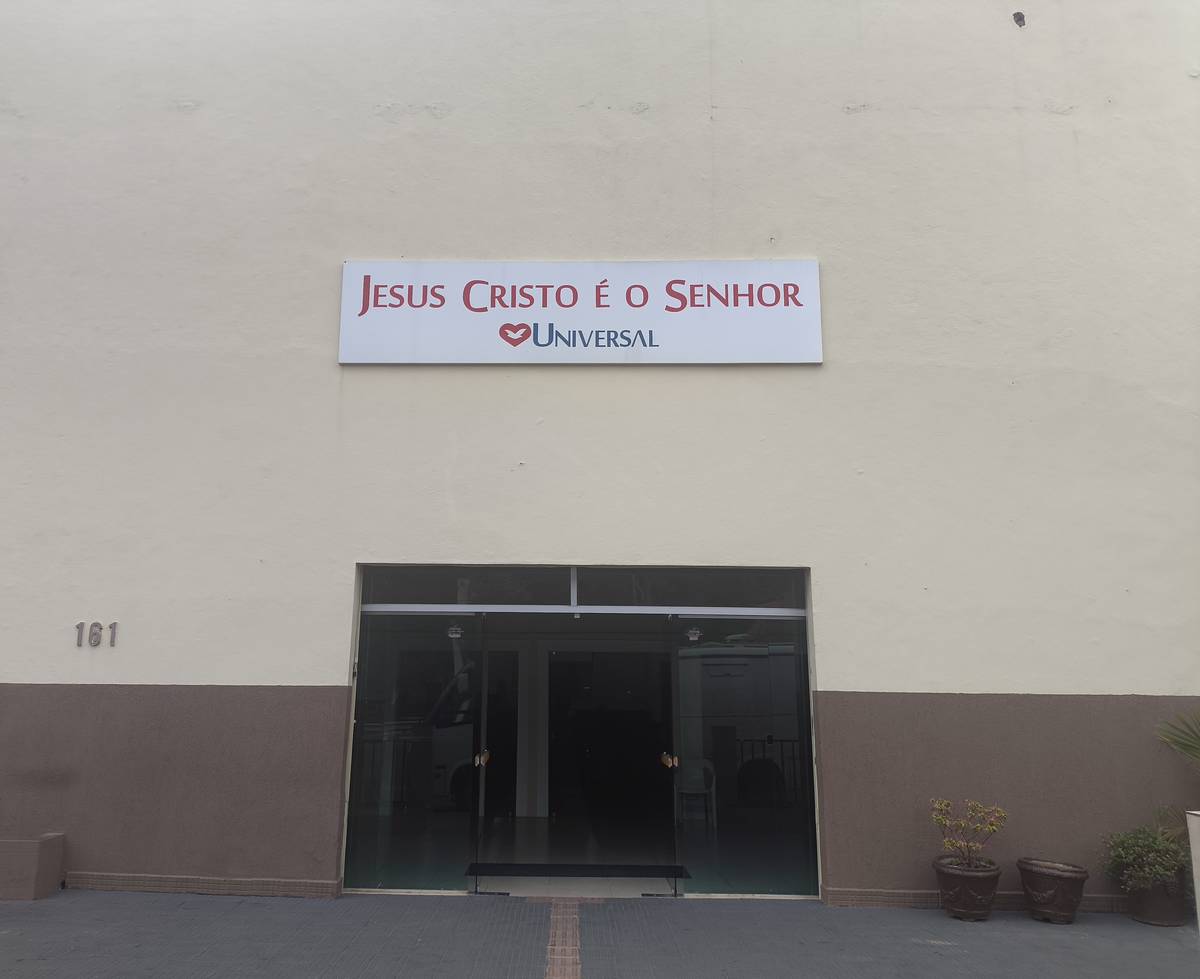 JESUS CRISTO É O SENHOR
UNIVERSAL
161